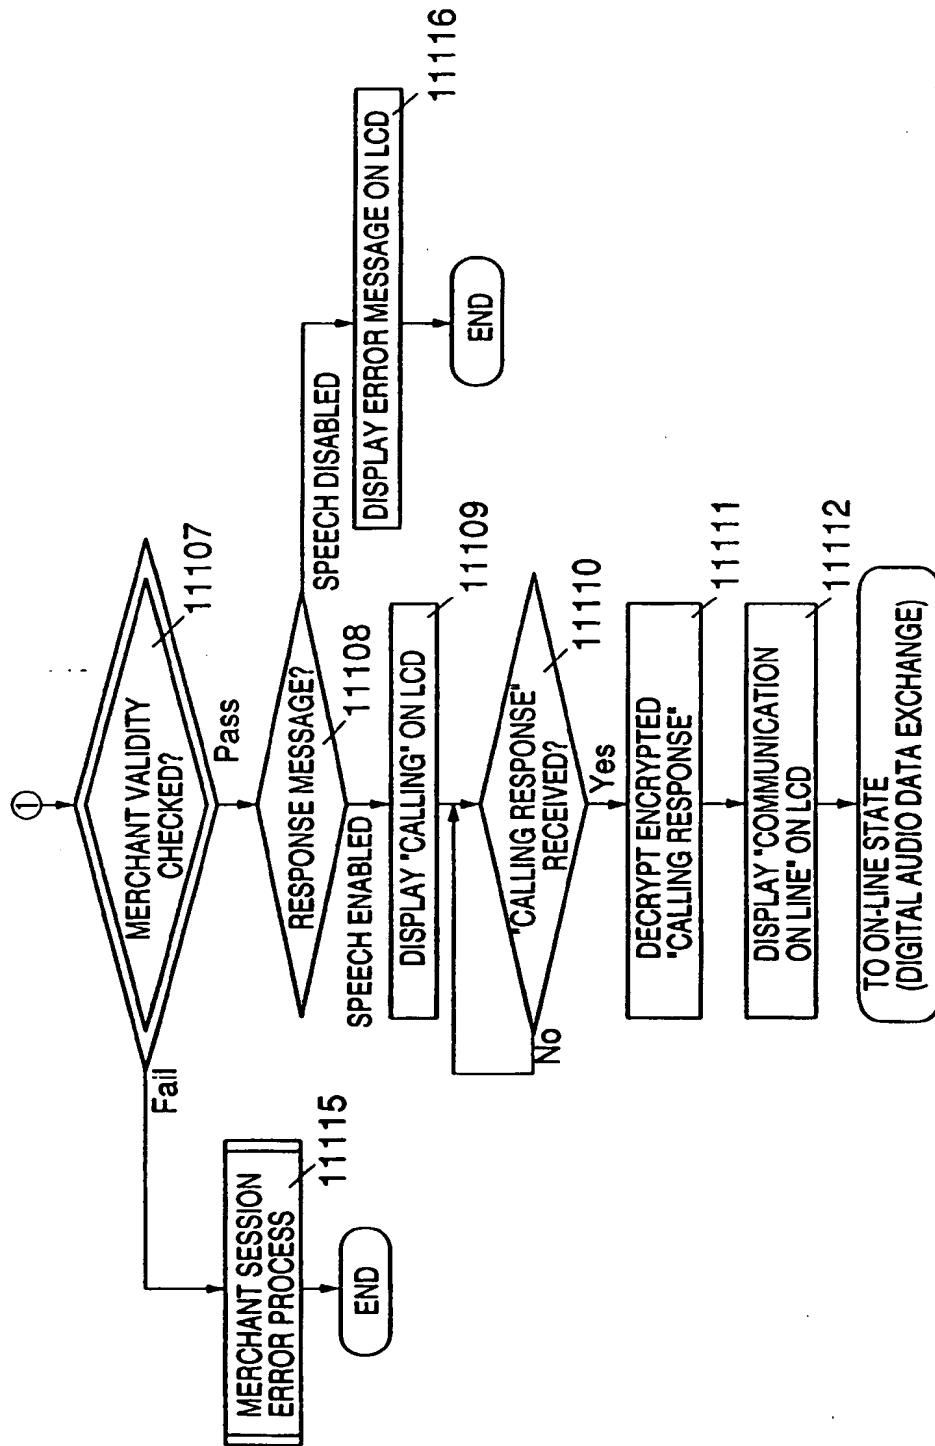 ①
MERCHANT VALIDITY
CHECKED?
11107
Fail
Pass
MERCHANT SESSION
ERROR PROCESS
11115
END
RESPONSE MESSAGE?
11108
SPEECH DISABLED
DISPLAY ERROR MESSAGE ON LCD
11116
END
SPEECH ENABLED
DISPLAY "CALLING" ON LCD
11109
"CALLING RESPONSE"
RECEIVED?
11110
No
Yes
DECRYPT ENCRYPTED
"CALLING RESPONSE"
11111
DISPLAY "COMMUNICATION
ON LINE" ON LCD
11112
TO ON-LINE STATE
(DIGITAL AUDIO DATA EXCHANGE)